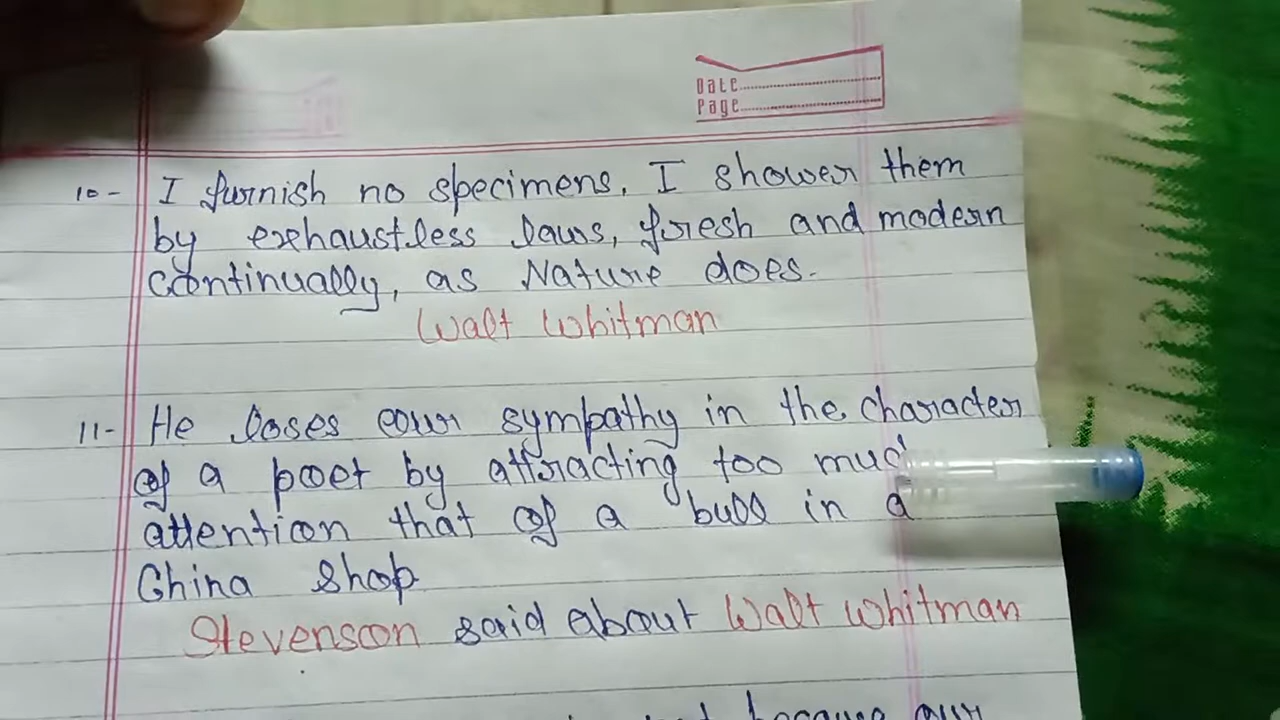 Date
Page
10- I furnish no specimens, I shower them
by exhaustless laws, fresh and modern
continually, as Nature does.
Walt Whitman
11- He loses our sympathy in the character
of a poet by attracting too
attention that of a bull in a
China Shop
Stevenson said about Walt Whitman
because our